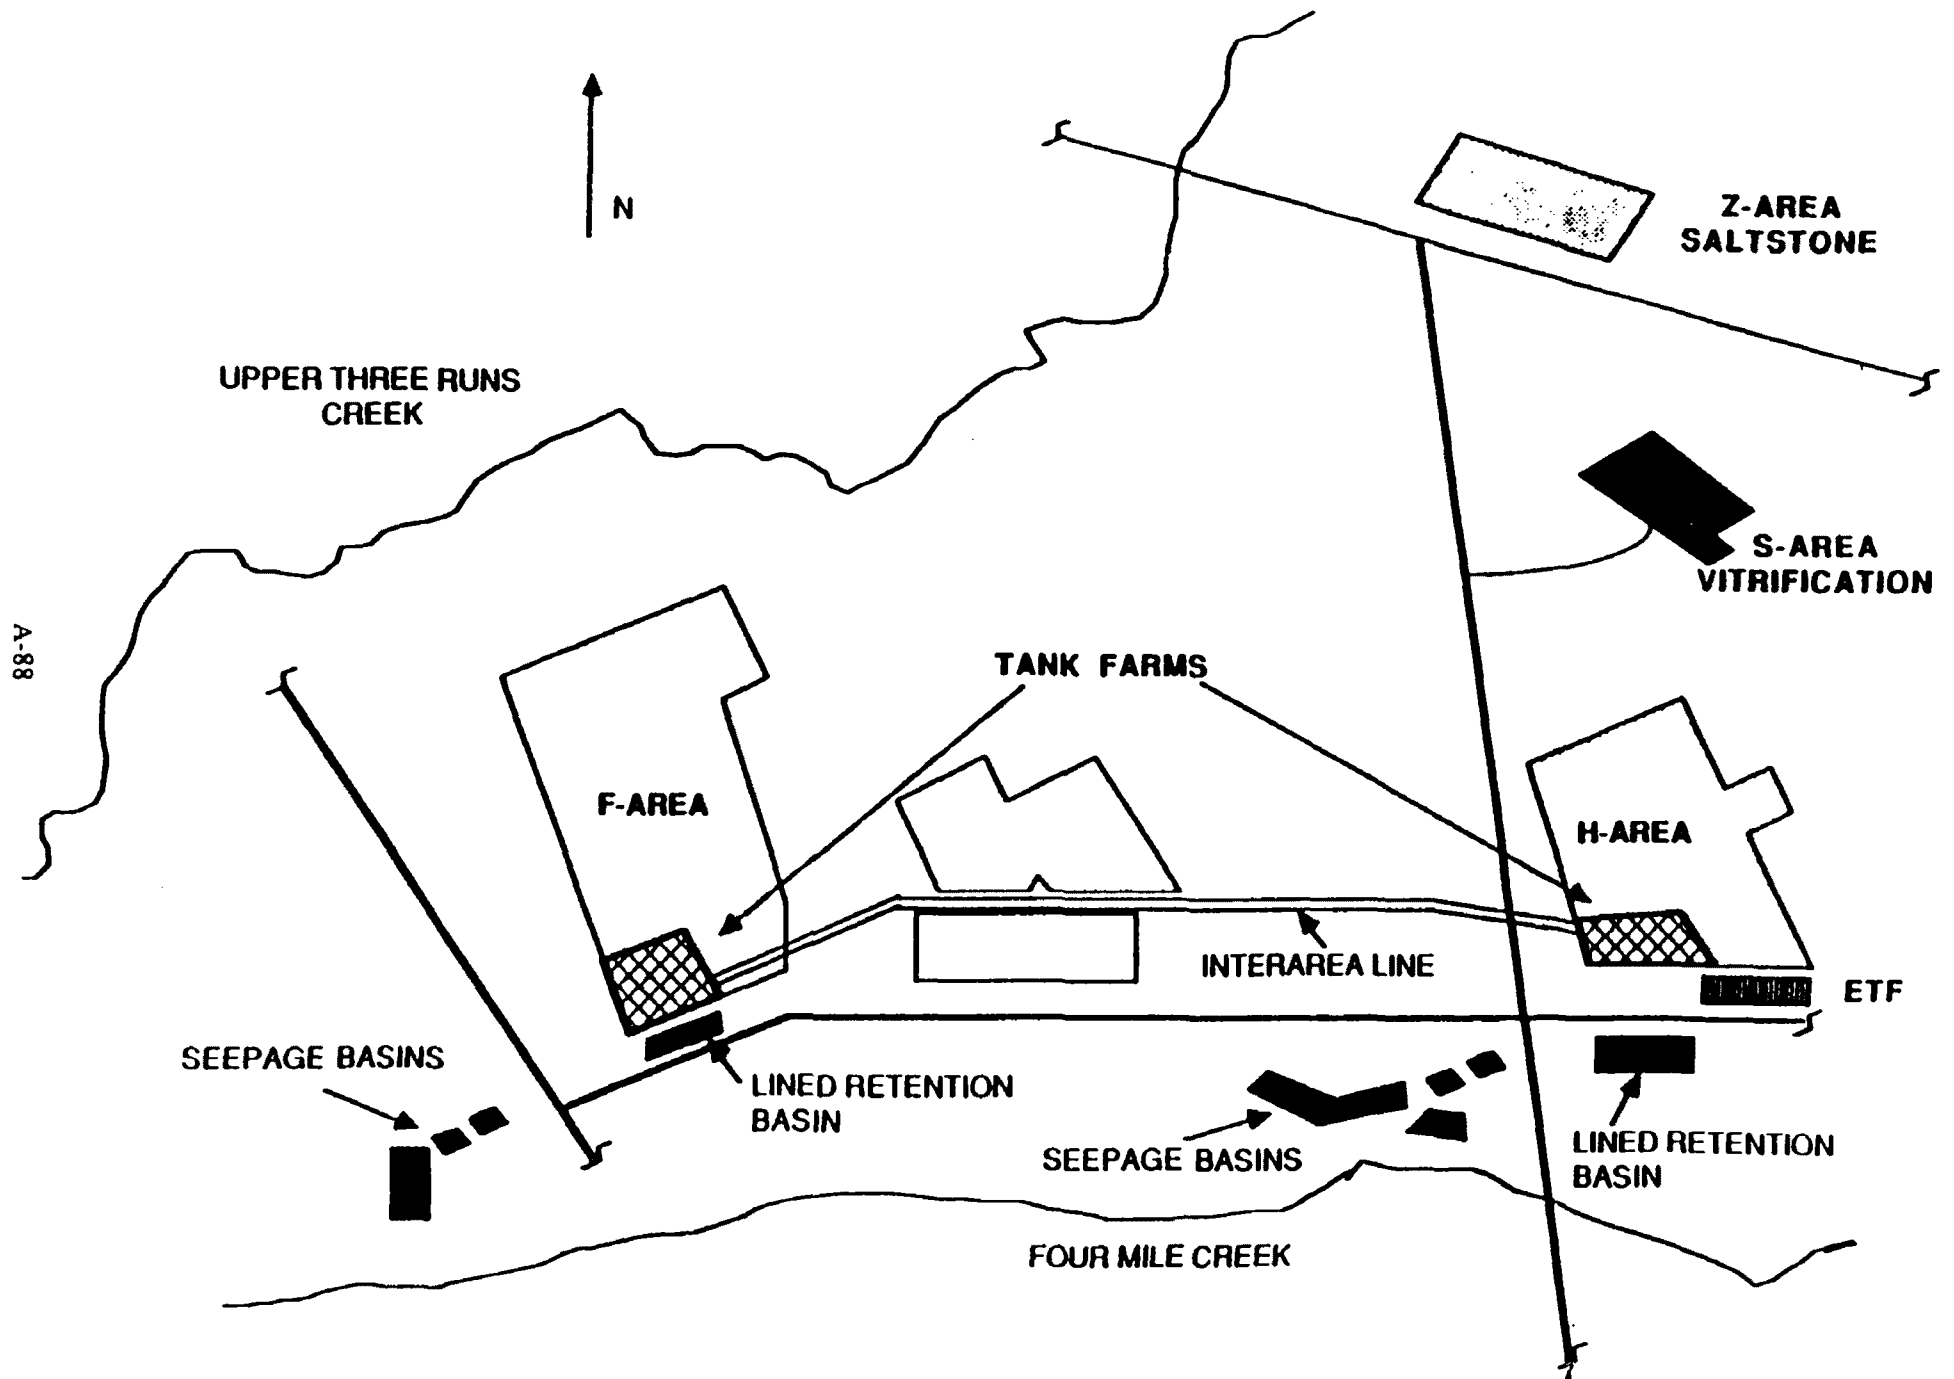 N
Z-AREA
SALTSTONE
UPPER THREE RUNS
CREEK
S-AREA
VITRIFICATION
A-88
TANK FARMS
F-AREA
H-AREA
INTERAREA LINE
ETF
SEEPAGE BASINS
LINED RETENTION
BASIN
SEEPAGE BASINS
LINED RETENTION
BASIN
FOUR MILE CREEK